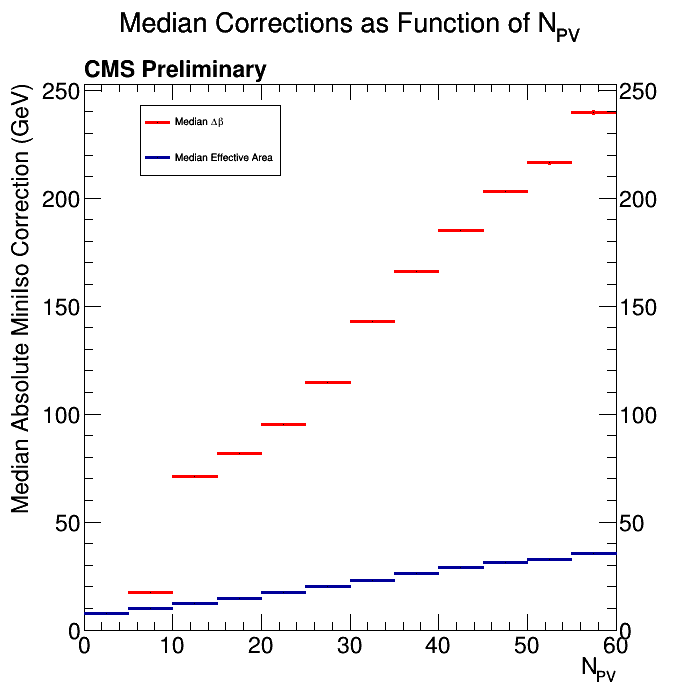 Median Corrections as Function of N_PV
CMS Preliminary
Median Absolute MiniIso Correction (GeV)
250
200
150
100
50
0
Median Δβ
Median Effective Area
250
200
150
100
50
0
0 10 20 30 40 50 60
N_PV